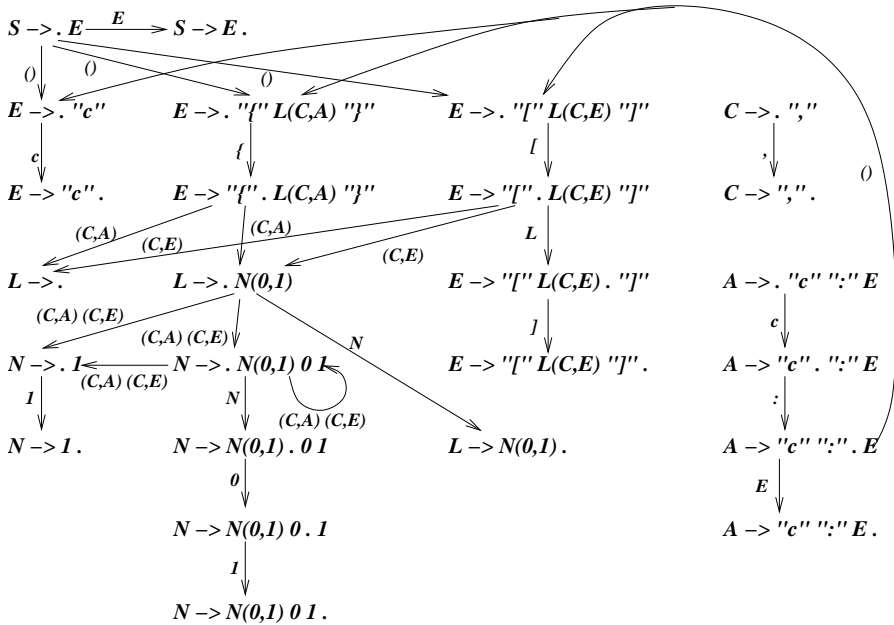 S -> . E E S -> E .
() () ()
E -> . "c" E -> . "{" L(C,A) "}" E -> . "[" L(C,E) "]" C -> . ","
c { [ , ()
E -> "c" . E -> "{" . L(C,A) "}" E -> "[" . L(C,E) "]" C -> "," .
(C,A) (C,E) (C,A) (C,E) L
L -> . L -> . N(0,1) E -> "[" L(C,E) . "]" A -> . "c" ":" E
(C,A) (C,E) (C,A) (C,E) N ] c
N -> . 1 (C,A) (C,E) N -> . N(0,1) 0 1 E -> "[" L(C,E) "]" . A -> "c" . ":" E
1 N (C,A) (C,E) :
N -> 1 . N -> N(0,1) . 0 1 L -> N(0,1) . A -> "c" ":" . E
0 E
N -> N(0,1) 0 . 1 A -> "c" ":" E .
1
N -> N(0,1) 0 1 .